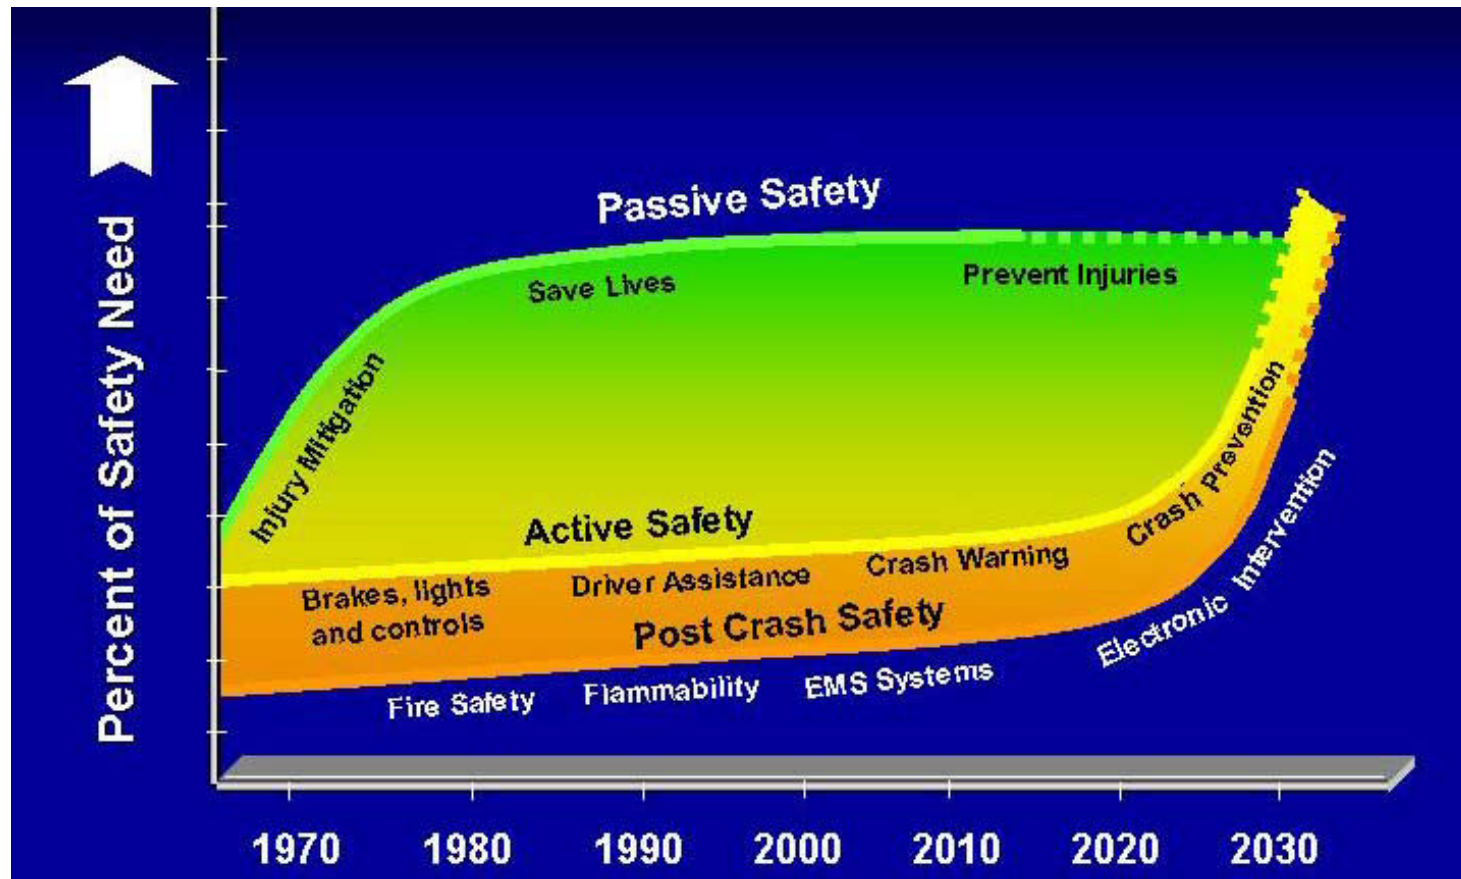 Percent of Safety Need
Passive Safety
Save Lives
Prevent Injuries
Injury Mitigation
Active Safety
Brakes, lights
and controls
Driver Assistance
Crash Warning
Crash Prevention
Post Crash Safety
Fire Safety
Flammability
EMS Systems
Electronic Intervention
1970 1980 1990 2000 2010 2020 2030